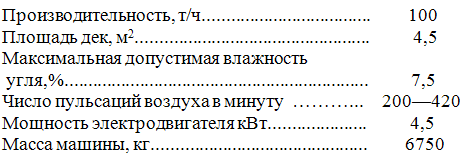 Производительность, т/ч...................................... 100
Площадь дек, м2..................................................... 4,5
Максимальная допустимая влажность
угля,%.................................................................... 7,5
Число пульсаций воздуха в минуту ............ 200—420
Мощность электродвигателя кВт...................... 4,5
Масса машины, кг................................................. 6750